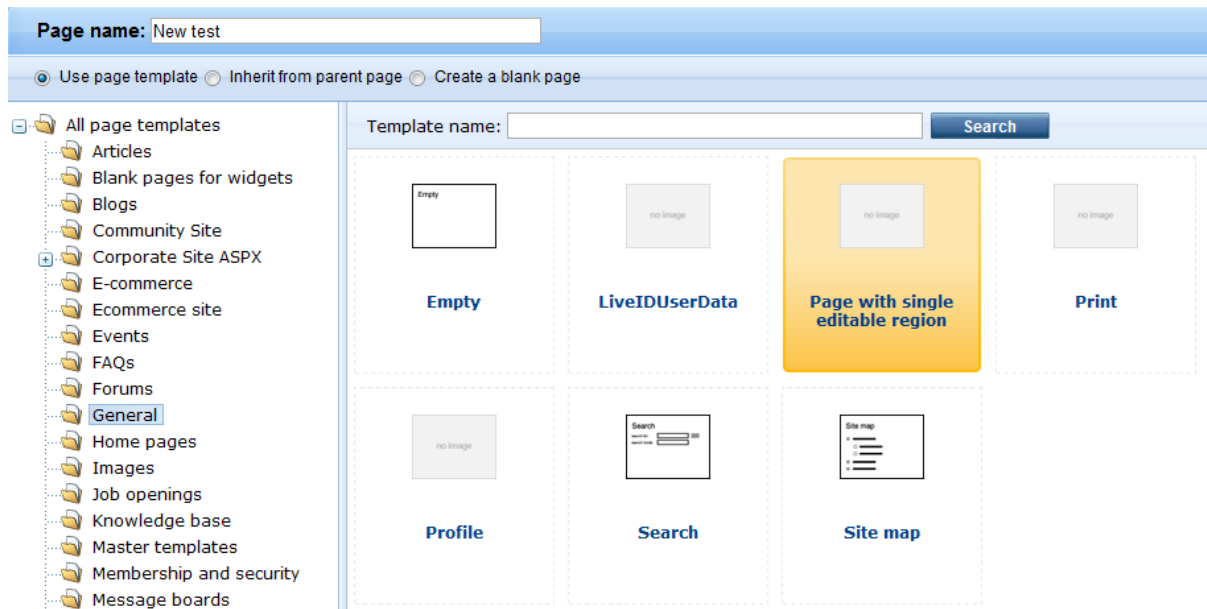 Page name: New test
Use page template Inherit from parent page Create a blank page
All page templates
Articles
Blank pages for widgets
Blogs
Community Site
Corporate Site ASPX
E-commerce
Ecommerce site
Events
FAQs
Forums
General
Home pages
Images
Job openings
Knowledge base
Master templates
Membership and security
Message boards
Template name: Search
Empty
no image
no image
no image
Empty
LiveIDUserData
Page with single
editable region
Print
no image
Search
search for:
search mode:
Site map
Profile
Search
Site map